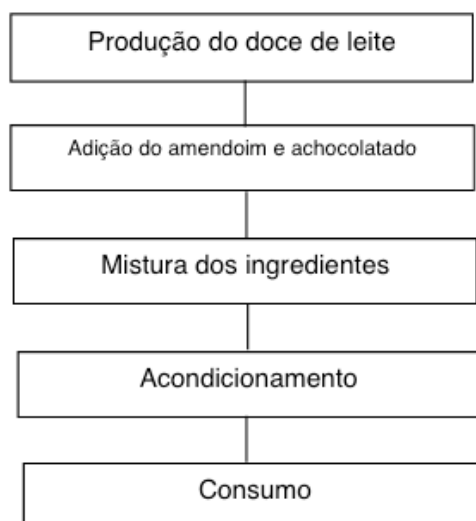 Produção do doce de leite
Adição do amendoim e achocolatado
Mistura dos ingredientes
Acondicionamento
Consumo